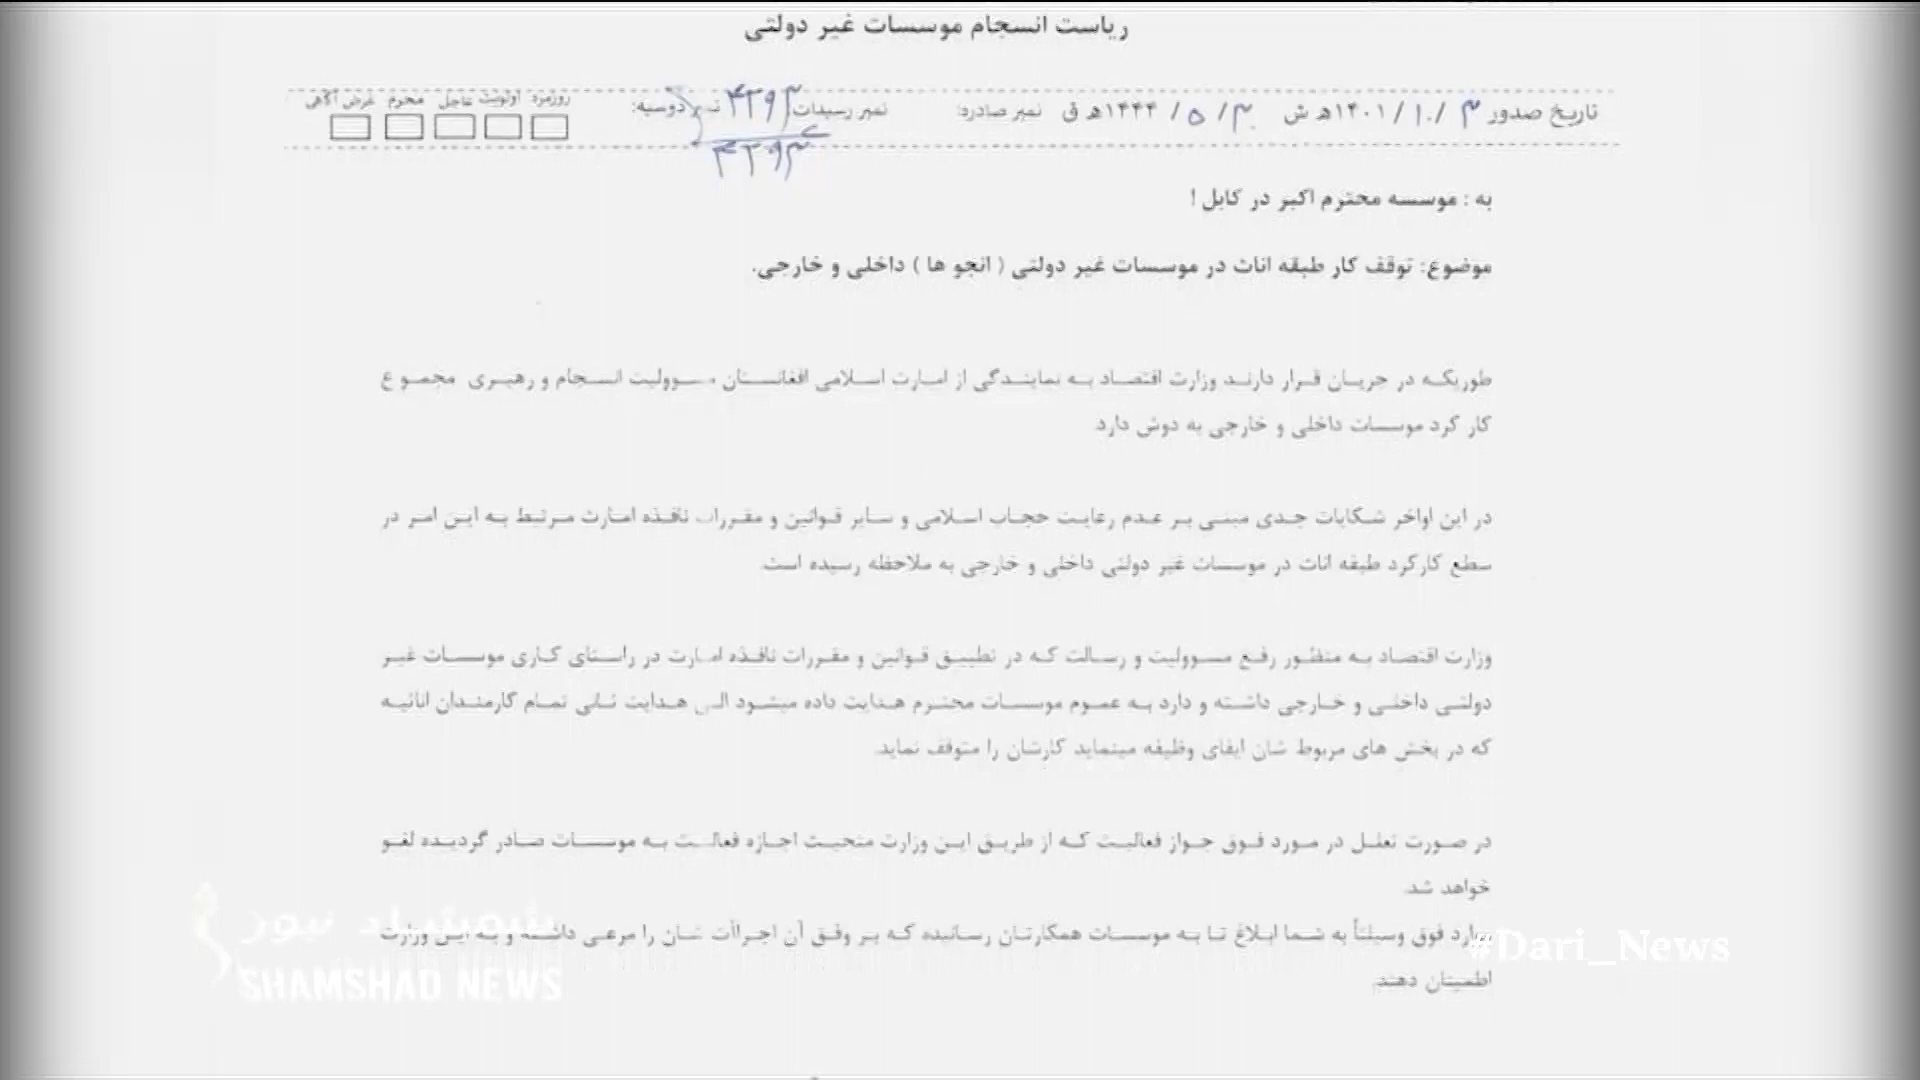 ریاست انسجام موسسات غیر دولتی
تاریخ صدور ۳ /۱۰ /۱۴۰۱ه ش ۳۰/ ۵ / ۱۴۴۴ه ق نمبر صادره: نمبر رسیدات ۴۲۹۳ نمبر دوسیه: روزمره اولویت عاجل محرم غرض آگاهی
۴۲۹۳
به : موسسه محترم اکبر در کابل !
موضوع: توقف کار طبقه اناث در موسسات غیر دولتی ( انجو ها ) داخلی و خارجی.
طوریکه در جریان قرار دارند وزارت اقتصاد به نمایندگی از امارت اسلامی افغانستان مسوولیت انسجام و رهبری مجموع
کار کرد موسسات داخلی و خارجی به دوش دارد.
در این اواخر شکایات جدی مبنی بر عدم رعایت حجاب اسلامی و سایر قوانین و مقررات نافذه امارت مرتبط به این امر در
سطع کارکرد طبقه اناث در موسسات غیر دولتی داخلی و خارجی به ملاحظه رسیده است.
وزارت اقتصاد به منظور رفع مسوولیت و رسالت که در تطبیق قوانین و مقررات نافذه امارت در راستای کاری موسسات غیر
دولتی داخلی و خارجی داشته و دارد به عموم موسسات محترم هدایت داده میشود الی هدایت ثانی تمام کارمندان اناثیه
که در بخش های مربوط شان ایفای وظیفه مینماید کارشان را متوقف نماید.
در صورت تعلل در مورد فوق جواز فعالیت که از طریق این وزارت منحیث اجازه فعالیت به موسسات صادر گردیده لغو
خواهد شد.
موارد فوق وسیلتاً به شما ابلاغ تا به موسسات همکارتان رسانیده که بر وفق آن اجراآت شان را مرعی داشته و به این وزارت
اطمینان دهند.
شمشاد نیوز
SHAMSHAD NEWS
#Dari_News